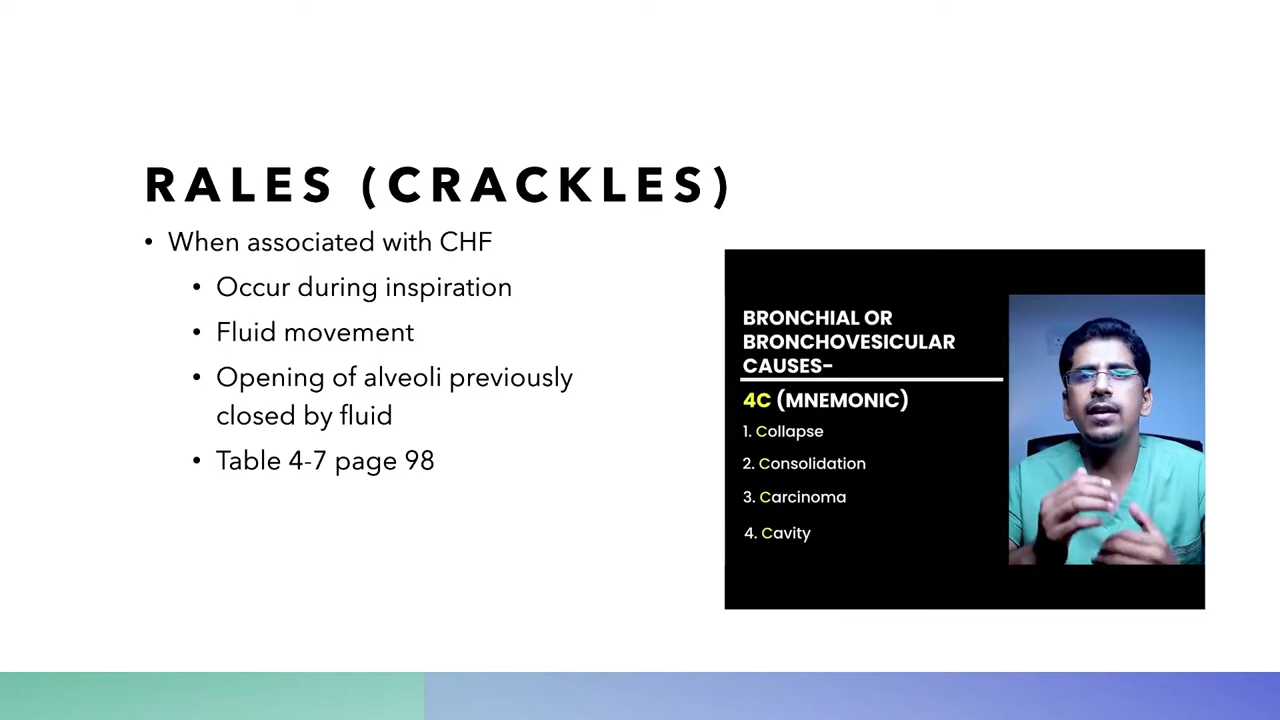 RALES (CRACKLES)
• When associated with CHF
• Occur during inspiration
• Fluid movement
• Opening of alveoli previously
closed by fluid
• Table 4-7 page 98
BRONCHIAL OR
BRONCHOVESICULAR
CAUSES-
4C (MNEMONIC)
1. Collapse
2. Consolidation
3. Carcinoma
4. Cavity